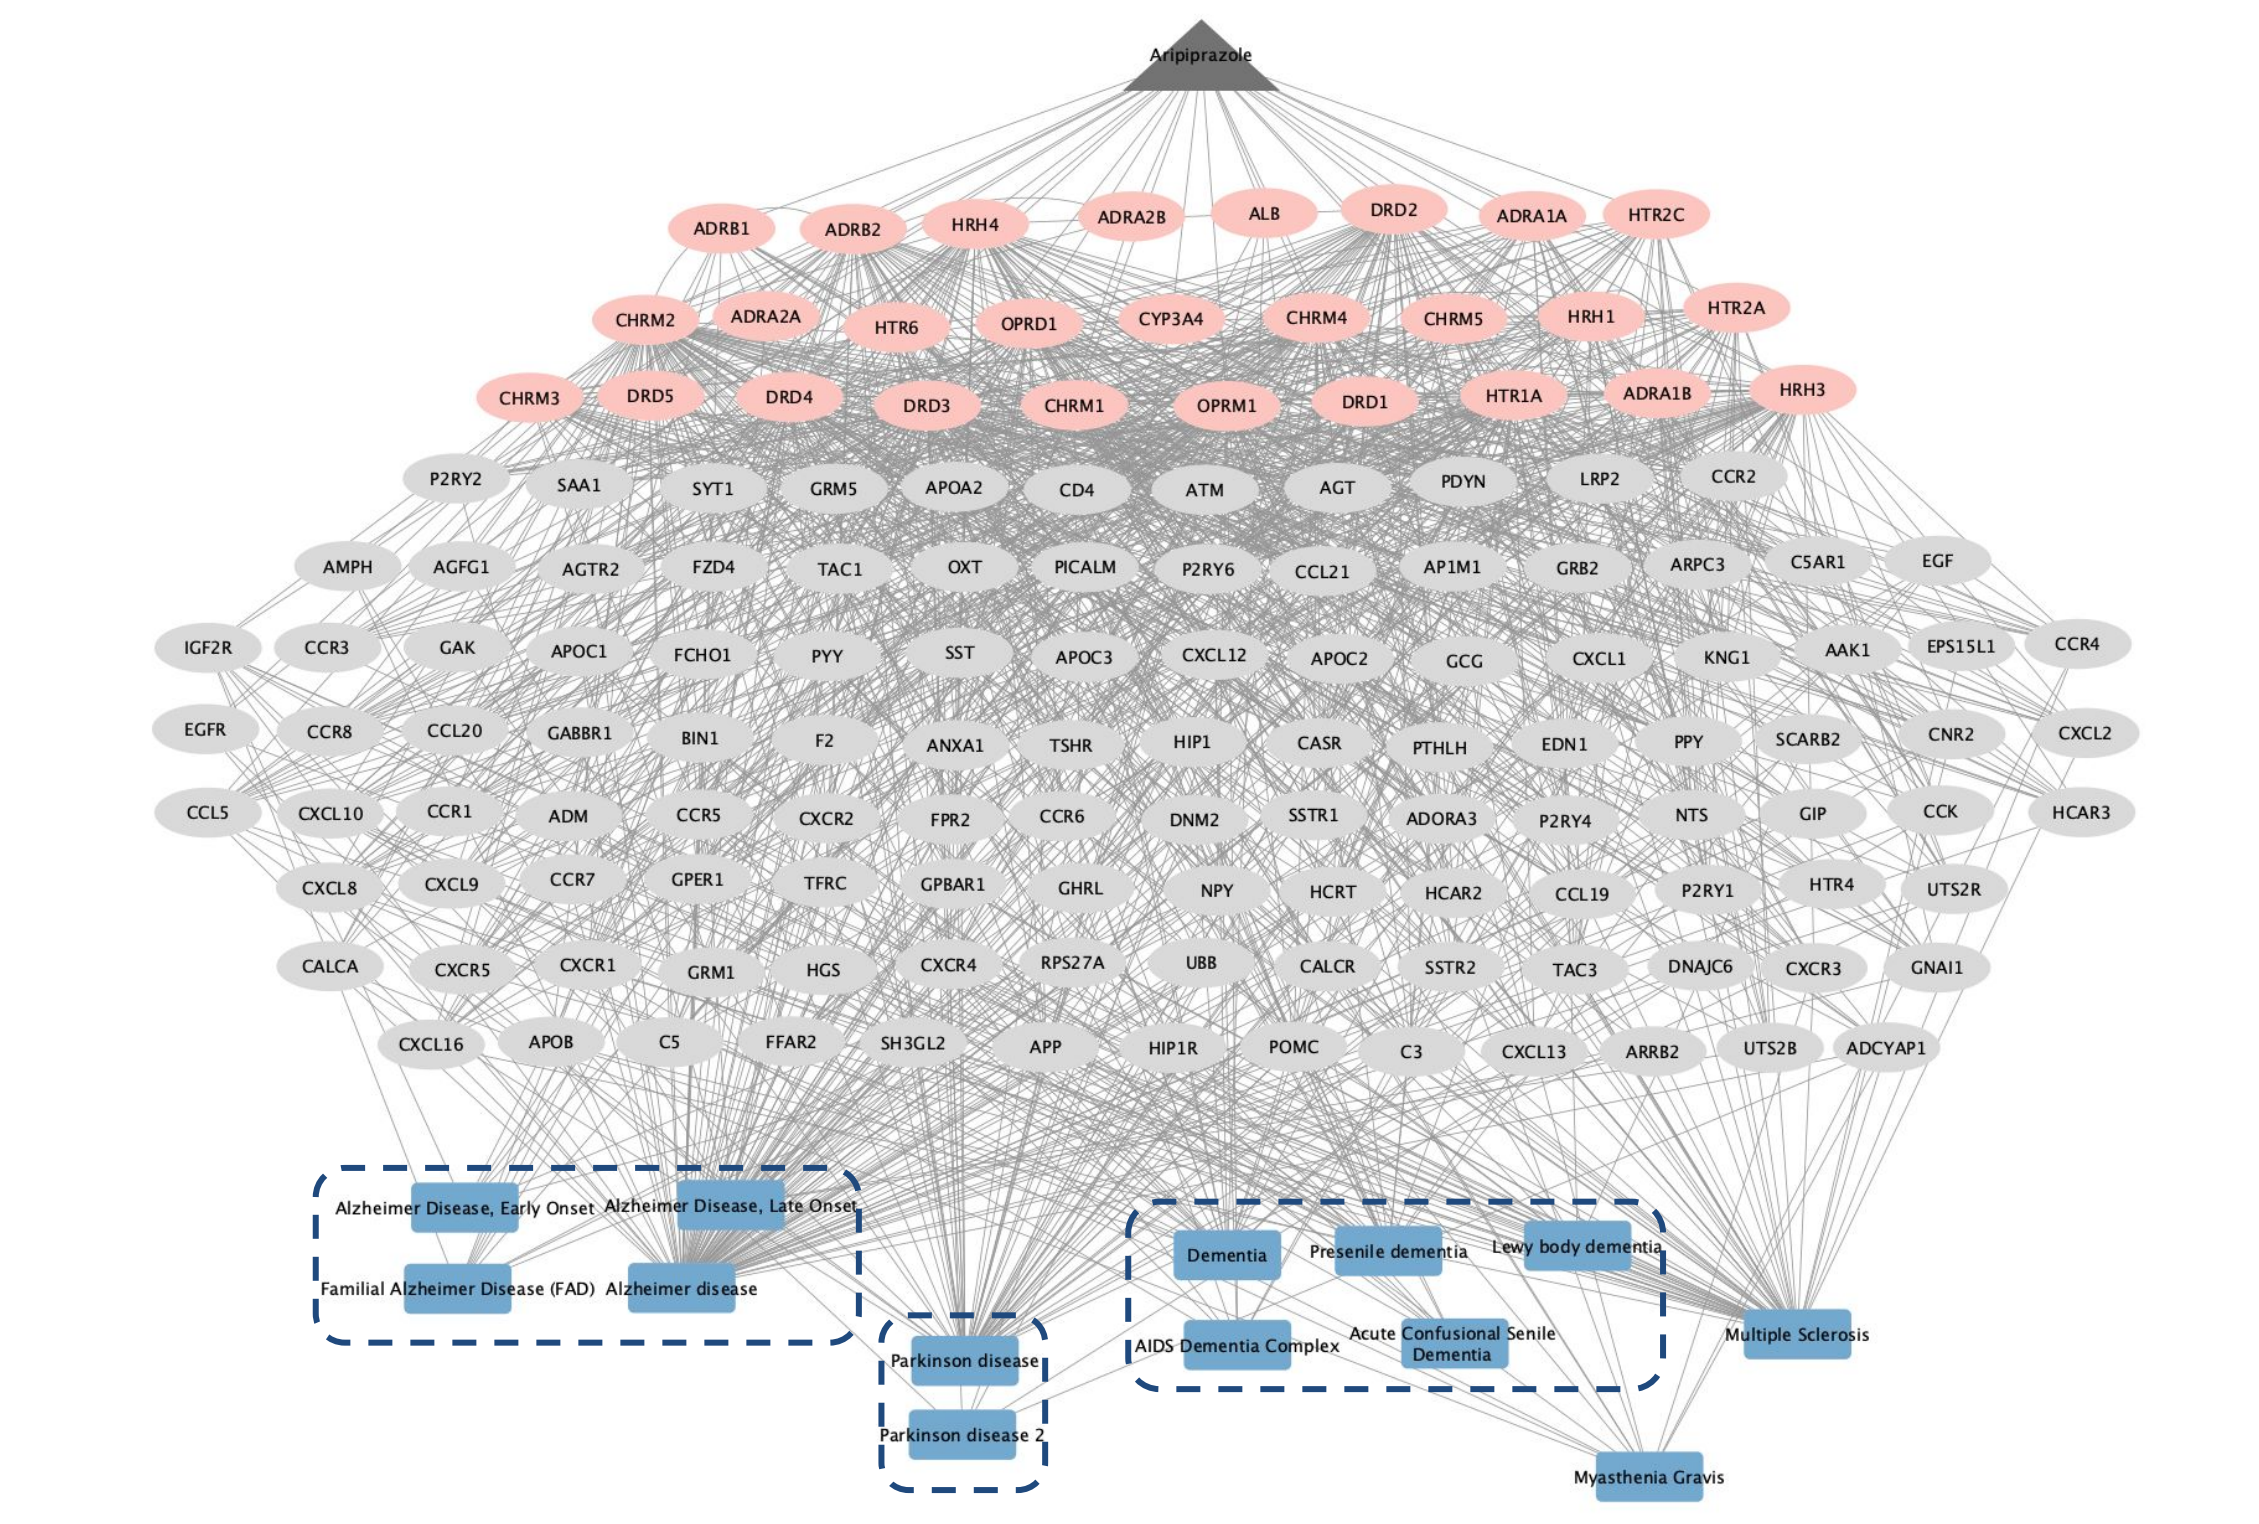 Aripiprazole
ADRB1
ADRB2
HRH4
ADRA2B
ALB
DRD2
ADRA1A
HTR2C
CHRM2
ADRA2A
HTR6
OPRD1
CYP3A4
CHRM4
CHRM5
HRH1
HTR2A
CHRM3
DRD5
DRD4
DRD3
CHRM1
OPRM1
DRD1
HTR1A
ADRA1B
HRH3
P2RY2
SAA1
SYT1
GRM5
APOA2
CD4
ATM
AGT
PDYN
LRP2
CCR2
AMPH
AGFG1
AGTR2
FZD4
TAC1
OXT
PICALM
P2RY6
CCL21
AP1M1
GRB2
ARPC3
C5AR1
EGF
IGF2R
CCR3
GAK
APOC1
FCHO1
PYY
SST
APOC3
CXCL12
APOC2
GCG
CXCL1
KNG1
AAK1
EPS15L1
CCR4
EGFR
CCR8
CCL20
GABBR1
BIN1
F2
ANXA1
TSHR
HIP1
CASR
PTHLH
EDN1
PPY
SCARB2
CNR2
CXCL2
CCL5
CXCL10
CCR1
ADM
CCR5
CXCR2
FPR2
CCR6
DNM2
SSTR1
ADORA3
P2RY4
NTS
GIP
CCK
HCAR3
CXCL8
CXCL9
CCR7
GPER1
TFRC
GPBAR1
GHRL
NPY
HCRT
HCAR2
CCL19
P2RY1
HTR4
UTS2R
CALCA
CXCR5
CXCR1
GRM1
HGS
CXCR4
RPS27A
UBB
CALCR
SSTR2
TAC3
DNAJC6
CXCR3
GNAI1
CXCL16
APOB
C5
FFAR2
SH3GL2
APP
HIP1R
POMC
C3
CXCL13
ARRB2
UTS2B
ADCYAP1
Alzheimer Disease, Early Onset
Alzheimer Disease, Late Onset
Familial Alzheimer Disease (FAD)
Alzheimer disease
Parkinson disease
Parkinson disease 2
Dementia
Presenile dementia
Lewy body dementia
AIDS Dementia Complex
Acute Confusional Senile
Dementia
Multiple Sclerosis
Myasthenia Gravis